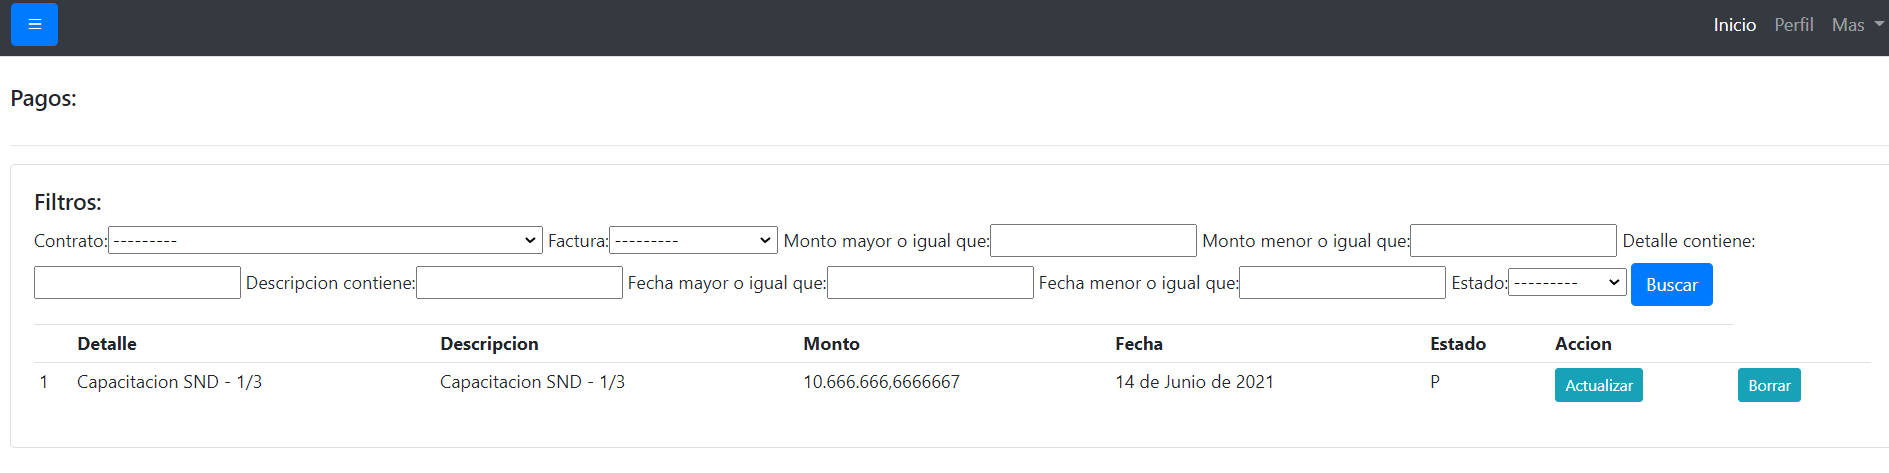 Inicio Perfil Mas
Pagos:
Filtros:
Contrato: --------- Factura: --------- Monto mayor o igual que: Monto menor o igual que: Detalle contiene:
Descripcion contiene: Fecha mayor o igual que: Fecha menor o igual que: Estado: --------- Buscar
Detalle Descripcion Monto Fecha Estado Accion
1 Capacitacion SND - 1/3 Capacitacion SND - 1/3 10.666.666,6666667 14 de Junio de 2021 P Actualizar Borrar